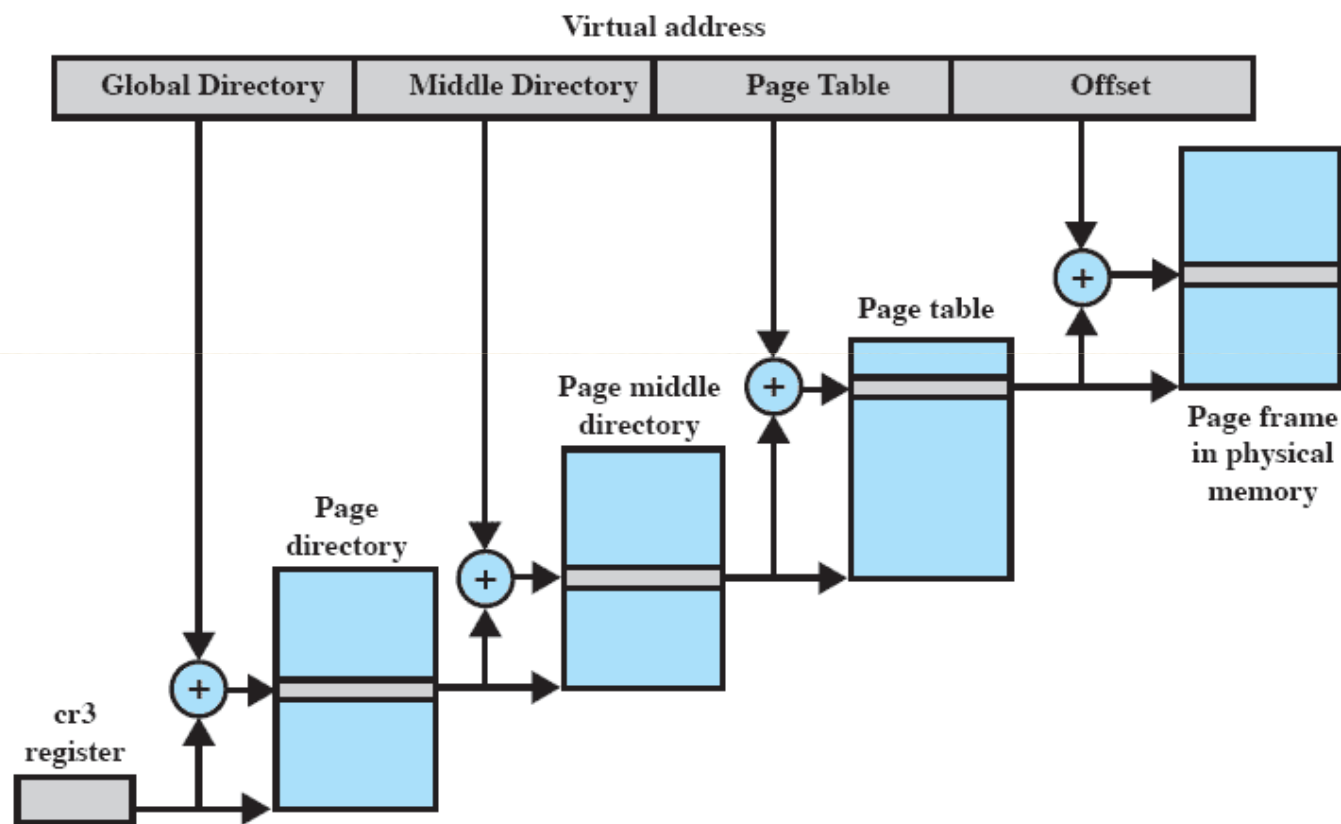 Virtual address
Global Directory
Middle Directory
Page Table
Offset
+
Page table
+
Page middle
directory
Page frame
in physical
memory
Page
directory
+
+
cr3
register